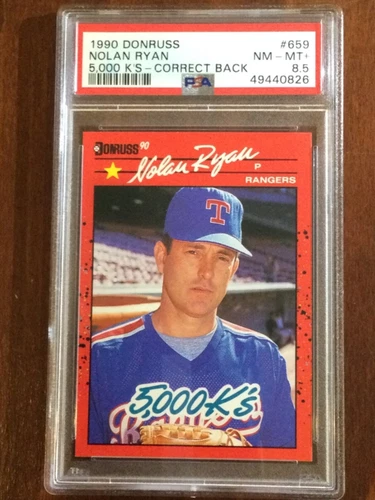 1990 DONRUSS #659
NOLAN RYAN NM - MT+
5,000 K'S - CORRECT BACK 8.5
PSA 49440826
DONRUSS '90
Nolan Ryan
P
RANGERS
T
5,000 K's